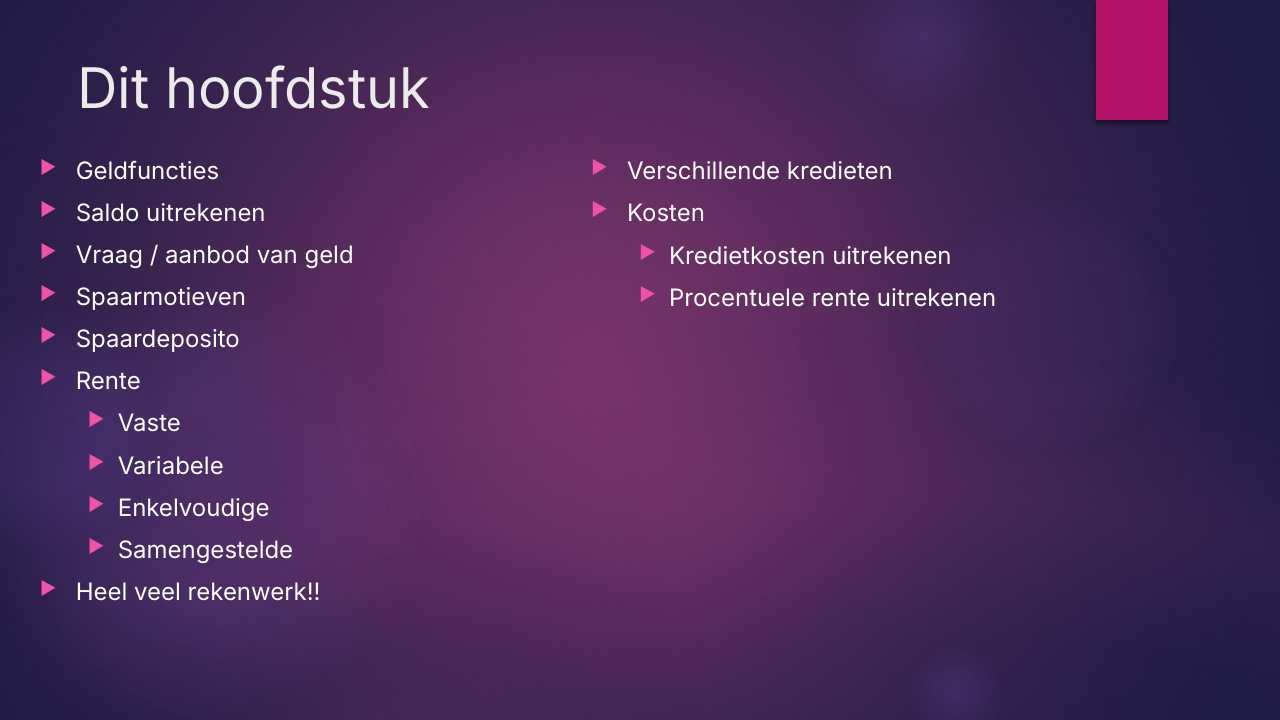 Dit hoofdstuk
Geldfuncties
Saldo uitrekenen
Vraag / aanbod van geld
Spaarmotieven
Spaardeposito
Rente
Vaste
Variabele
Enkelvoudige
Samengestelde
Heel veel rekenwerk!!
Verschillende kredieten
Kosten
Kredietkosten uitrekenen
Procentuele rente uitrekenen